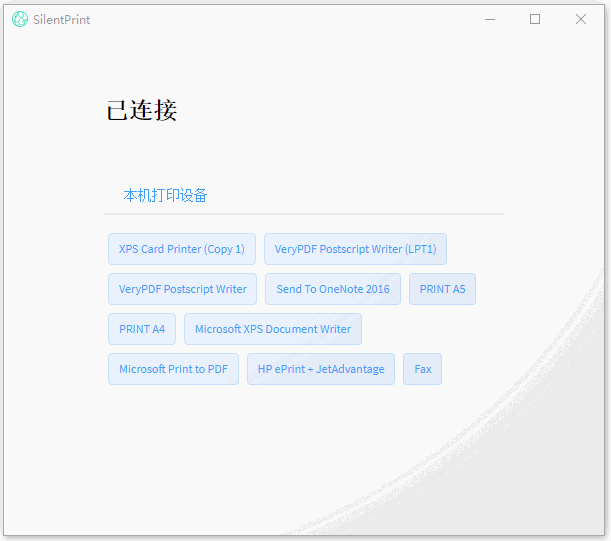 SilentPrint
已连接
本机打印设备
XPS Card Printer (Copy 1) VeryPDF Postscript Writer (LPT1)
VeryPDF Postscript Writer Send To OneNote 2016 PRINT A5
PRINT A4 Microsoft XPS Document Writer
Microsoft Print to PDF HP ePrint + JetAdvantage Fax